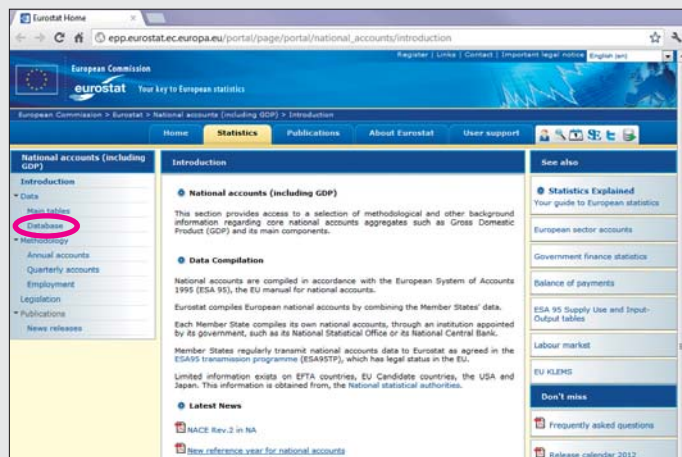 Eurostat Home
epp.eurostat.ec.europa.eu/portal/page/portal/national_accounts/introduction
Register | Links | Contact | Important legal notice English (en)
European Commission
eurostat Your key to European statistics
European Commission > Eurostat > National accounts (including GDP) > Introduction
Home Statistics Publications About Eurostat User support
National accounts (including
GDP)
Introduction
Data
Main tables
Database
Methodology
Annual accounts
Quarterly accounts
Employment
Legislation
Publications
News releases
Introduction
National accounts (including GDP)
This section provides access to a selection of methodological and other background
information regarding core national accounts aggregates such as Gross Domestic
Product (GDP) and its main components.
Data Compilation
National accounts are compiled in accordance with the European System of Accounts
1995 (ESA 95), the EU manual for national accounts.
Eurostat compiles European national accounts by combining the Member States' data.
Each Member State compiles its own national accounts, through an institution appointed
by its government, such as its National Statistical Office or its National Central Bank.
Member States regularly transmit national accounts data to Eurostat as agreed in the
ESA95 transmission programme (ESA95TP), which has legal status in the EU.
Limited information exists on EFTA countries, EU Candidate countries, the USA and
Japan. This information is obtained from, the National statistical authorities.
Latest News
NACE Rev.2 in NA
New reference year for national accounts
See also
Statistics Explained
Your guide to European statistics
European sector accounts
Government finance statistics
Balance of payments
ESA 95 Supply Use and Input-
Output tables
Labour market
EU KLEMS
Don't miss
Frequently asked questions
Release calendar 2012